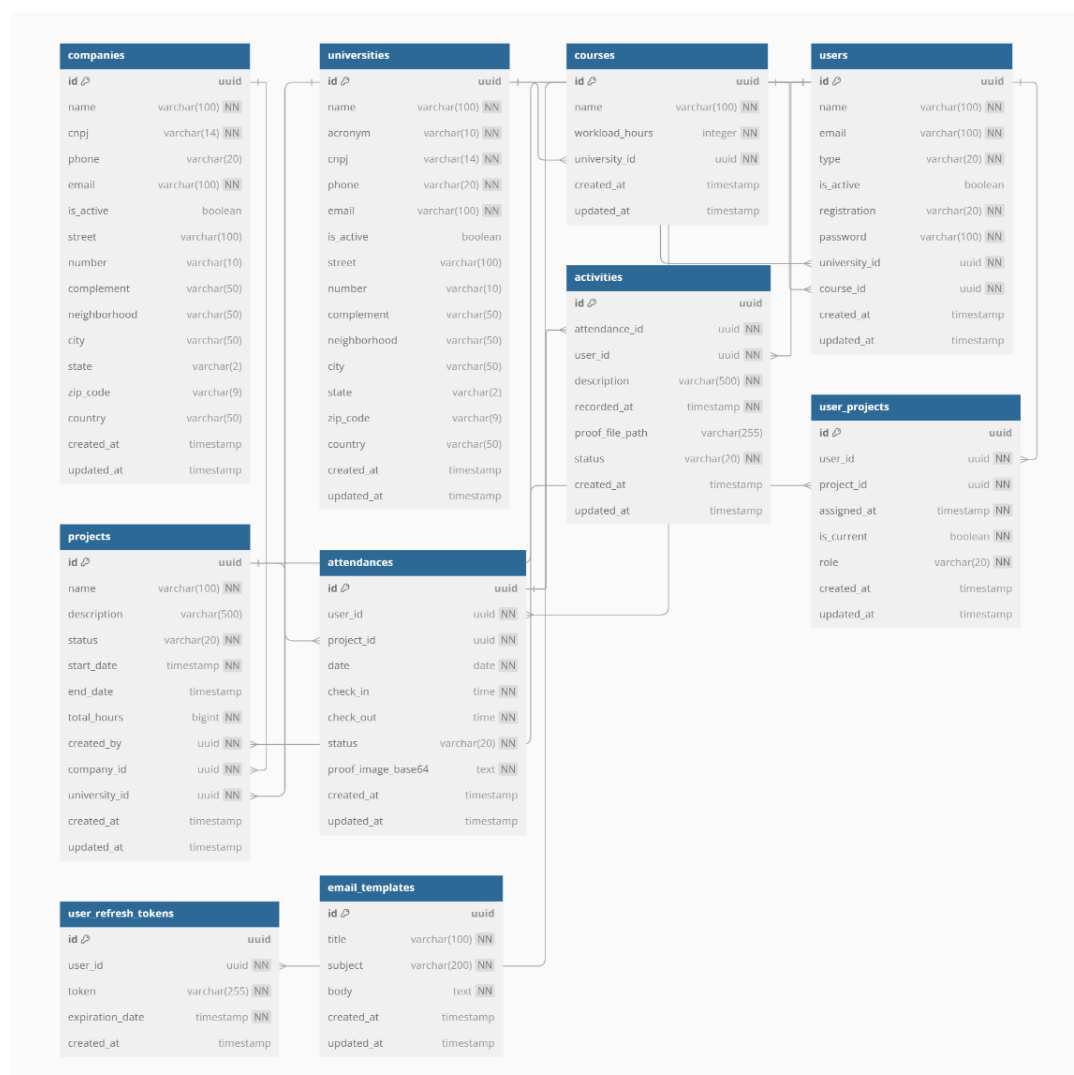 companies
id uuid
name varchar(100) NN
cnpj varchar(14) NN
phone varchar(20)
email varchar(100) NN
is_active boolean
street varchar(100)
number varchar(10)
complement varchar(50)
neighborhood varchar(50)
city varchar(50)
state varchar(2)
zip_code varchar(9)
country varchar(50)
created_at timestamp
updated_at timestamp
universities
id uuid
name varchar(100) NN
acronym varchar(10) NN
cnpj varchar(14) NN
phone varchar(20) NN
email varchar(100) NN
is_active boolean
street varchar(100)
number varchar(10)
complement varchar(50)
neighborhood varchar(50)
city varchar(50)
state varchar(2)
zip_code varchar(9)
country varchar(50)
created_at timestamp
updated_at timestamp
courses
id uuid
name varchar(100) NN
workload_hours integer NN
university_id uuid NN
created_at timestamp
updated_at timestamp
users
id uuid
name varchar(100) NN
email varchar(100) NN
type varchar(20) NN
is_active boolean
registration varchar(20) NN
password varchar(100) NN
university_id uuid NN
course_id uuid NN
created_at timestamp
updated_at timestamp
activities
id uuid
attendance_id uuid NN
user_id uuid NN
description varchar(500) NN
recorded_at timestamp NN
proof_file_path varchar(255)
status varchar(20) NN
created_at timestamp
updated_at timestamp
user_projects
id uuid
user_id uuid NN
project_id uuid NN
assigned_at timestamp NN
is_current boolean NN
role varchar(20) NN
created_at timestamp
updated_at timestamp
projects
id uuid
name varchar(100) NN
description varchar(500)
status varchar(20) NN
start_date timestamp NN
end_date timestamp
total_hours bigint NN
created_by uuid NN
company_id uuid NN
university_id uuid NN
created_at timestamp
updated_at timestamp
attendances
id uuid
user_id uuid NN
project_id uuid NN
date date NN
check_in time NN
check_out time NN
status varchar(20) NN
proof_image_base64 text NN
created_at timestamp
updated_at timestamp
user_refresh_tokens
id uuid
user_id uuid NN
token varchar(255) NN
expiration_date timestamp NN
created_at timestamp
email_templates
id uuid
title varchar(100) NN
subject varchar(200) NN
body text NN
created_at timestamp
updated_at timestamp